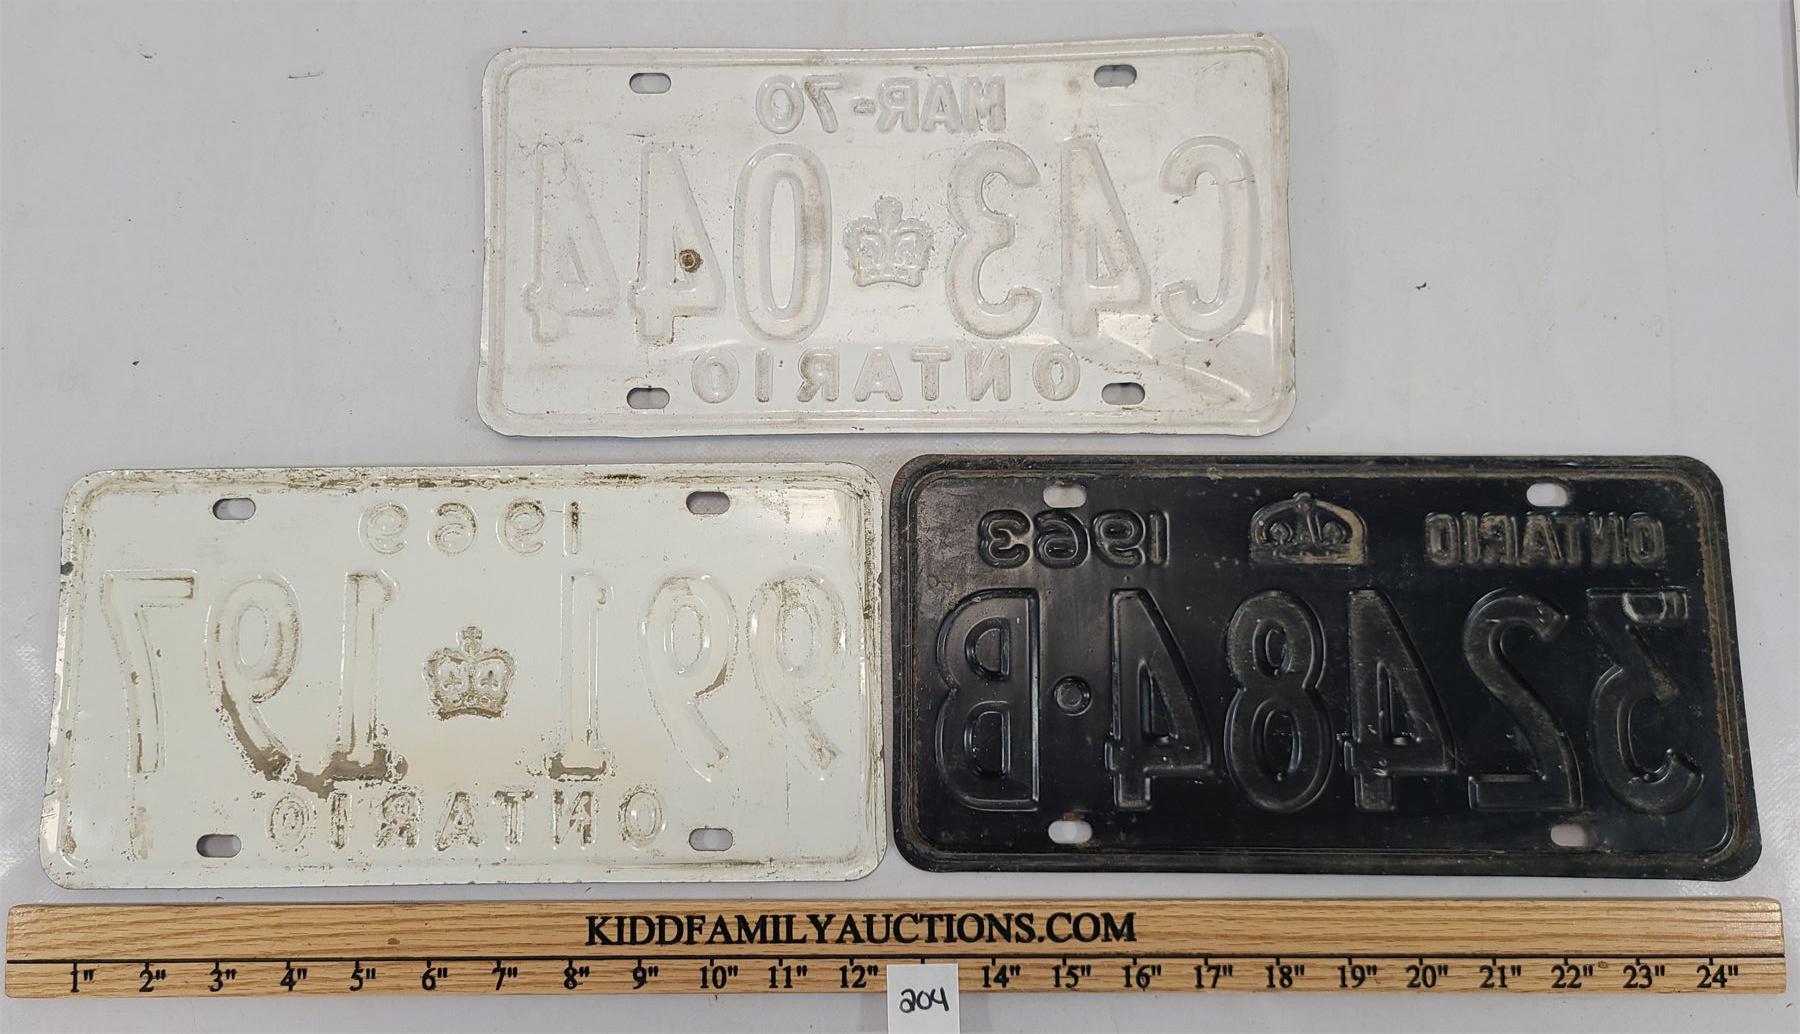 MAR-70
C43 044
ONTARIO
1969
991 197
ONTARIO
ONTARIO 1963
32484·B
KIDDFAMILYAUCTIONS.COM
1" 2" 3" 4" 5" 6" 7" 8" 9" 10" 11" 12" 14" 15" 16" 17" 18" 19" 20" 21" 22" 23" 24"
204